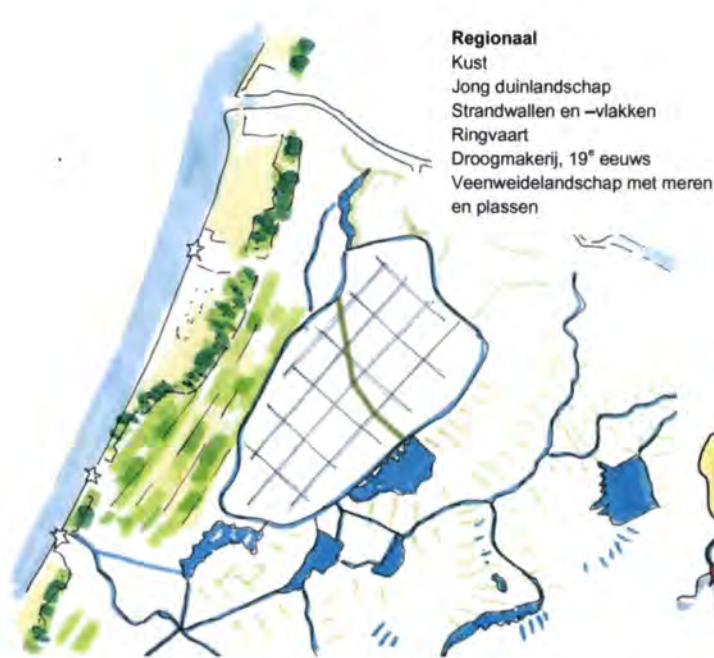 Regionaal
Kust
Jong duinlandschap
Strandwallen en –vlakken
Ringvaart
Droogmakerij, 19ᵉ eeuws
Veenweidelandschap met meren
en plassen